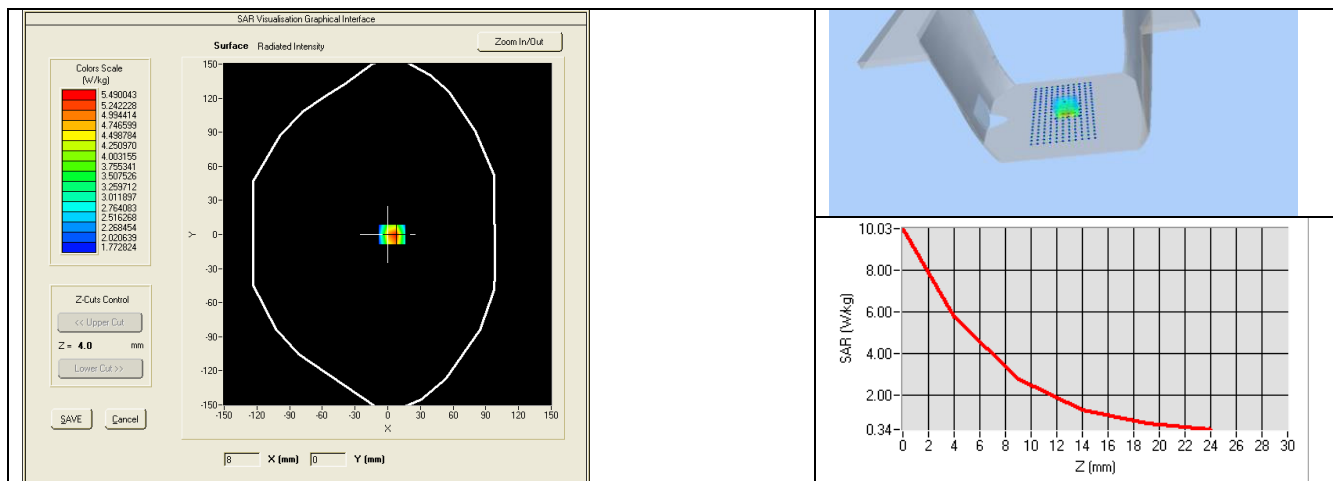 SAR Visualisation Graphical Interface
Surface Radiated Intensity
Zoom In/Out
Colors Scale
(W/kg)
5.490043
5.242228
4.994414
4.746599
4.498784
4.250970
4.003155
3.755341
3.507526
3.259712
3.011897
2.764083
2.516268
2.268454
2.020639
1.772824
Z-Cuts Control
<< Upper Cut
Z = 4.0 mm
Lower Cut >>
SAVE Cancel
150-
120-
90-
60-
30-
Y 0-
-30-
-60-
-90-
-120-
-150-
-150 -120 -90 -60 -30 0 30 60 90 120 150
X
8 X (mm) 0 Y (mm)
10.03-
8.00-
6.00-
4.00-
2.00-
0.34-
SAR (W/kg)
0 2 4 6 8 10 12 14 16 18 20 22 24 26 28 30
Z (mm)